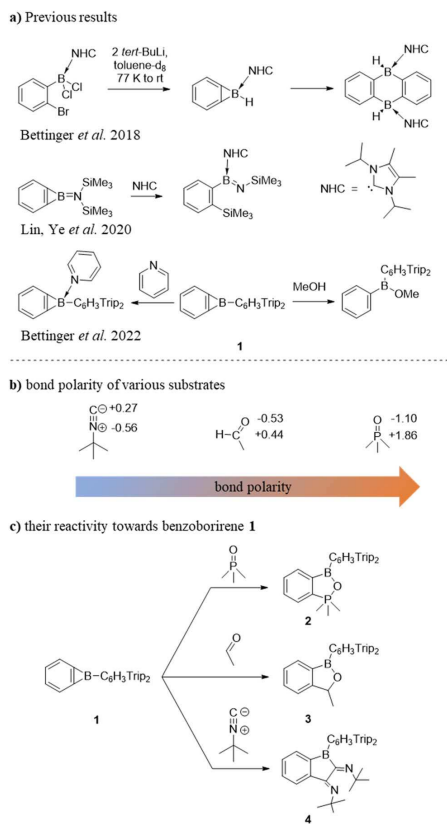 a) Previous results
NHC
B
Cl
Cl
Br
2 tert-BuLi,
toluene-d8
77 K to rt
NHC
B
H
NHC
H
B
B
H
NHC
Bettinger et al. 2018
B=N
SiMe3
SiMe3
NHC
NHC
B
N
SiMe3
SiMe3
NHC =
N
N
:
Lin, Ye et al. 2020
N
B–C6H3Trip2
N
B–C6H3Trip2
MeOH
C6H3Trip2
B
OMe
Bettinger et al. 2022
1
b) bond polarity of various substrates
C⊖ +0.27
N⊕ -0.56
O -0.53
H–C +0.44
O -1.10
P +1.86
bond polarity
c) their reactivity towards benzoborirene 1
O
P
C6H3Trip2
B
O
P
2
O
B–C6H3Trip2
1
C6H3Trip2
B
O
3
C⊖
N⊕
C6H3Trip2
B
N
N
4